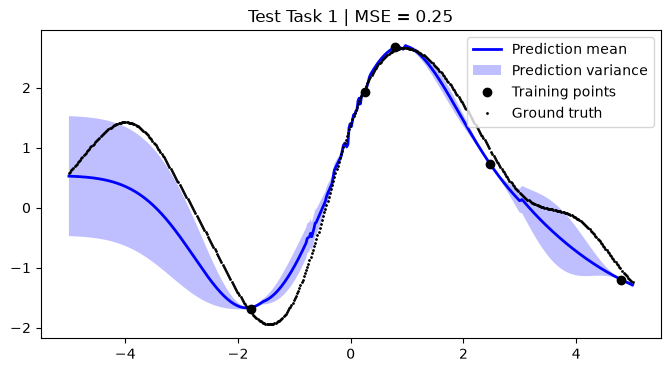 Test Task 1 | MSE = 0.25
Prediction mean
Prediction variance
Training points
Ground truth
2
1
0
−1
−2
−4
−2
0
2
4